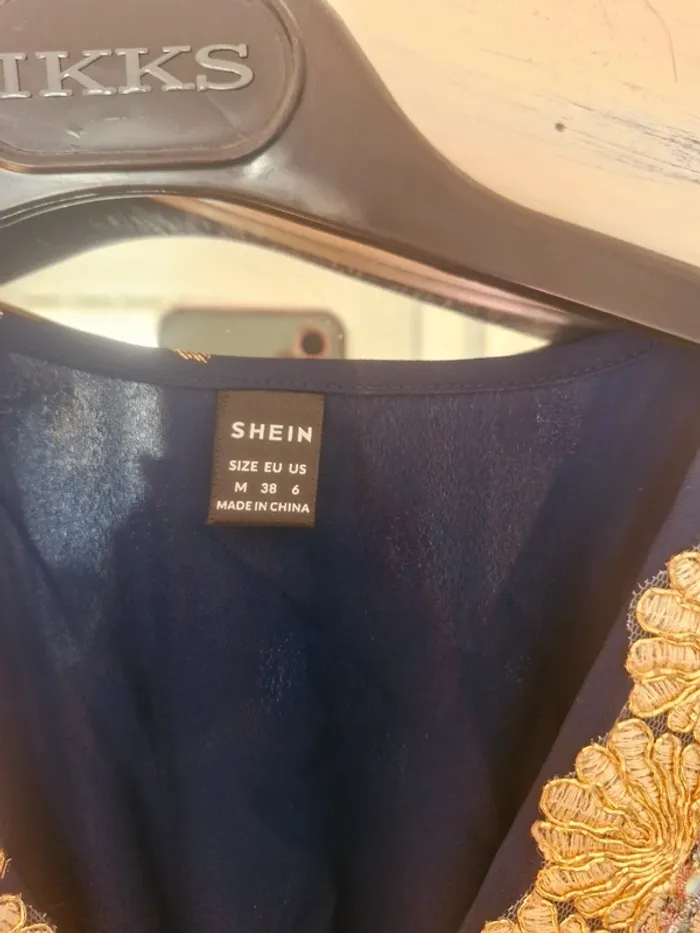 IKKS
SHEIN
SIZE EU US
M 38 6
MADE IN CHINA